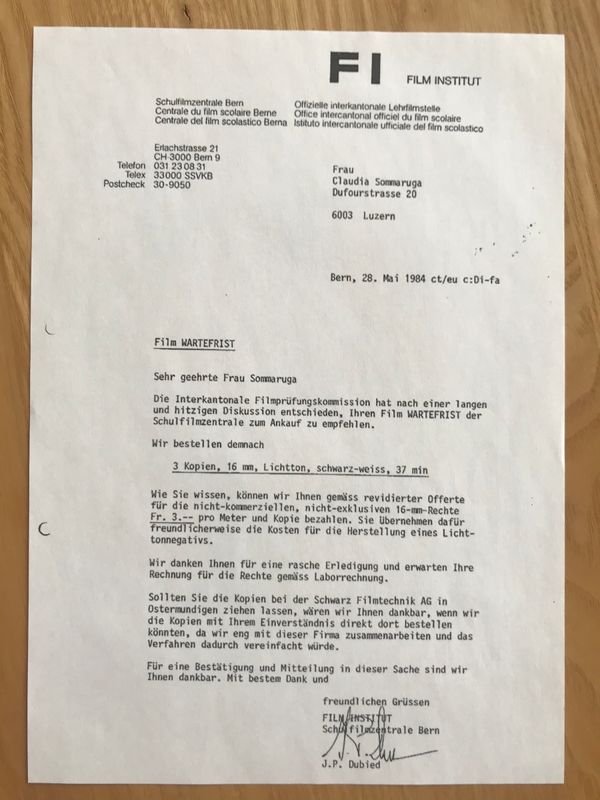 FI FILM INSTITUT
Schulfilmzentrale Bern Offizielle interkantonale Lehrfilmstelle
Centrale du film scolaire Berne Office intercantonal officiel du film scolaire
Centrale del film scolastico Berna Istituto intercantonale ufficiale del film scolastico
Erlachstrasse 21
CH-3000 Bern 9
Telefon 031 23 08 31
Telex 33000 SSVKB
Postcheck 30-9050
Frau
Claudia Sommaruga
Dufourstrasse 20
6003 Luzern
Bern, 28. Mai 1984 ct/eu c:Di-fa
Film WARTEFRIST
Sehr geehrte Frau Sommaruga
Die Interkantonale Filmprüfungskommission hat nach einer langen
und hitzigen Diskussion entschieden, Ihren Film WARTEFRIST der
Schulfilmzentrale zum Ankauf zu empfehlen.
Wir bestellen demnach
3 Kopien, 16 mm, Lichtton, schwarz-weiss, 37 min
Wie Sie wissen, können wir Ihnen gemäss revidierter Offerte
für die nicht-kommerziellen, nicht-exklusiven 16-mm-Rechte
Fr. 3.-- pro Meter und Kopie bezahlen. Sie Übernehmen dafür
freundlicherweise die Kosten für die Herstellung eines Licht-
tonnegativs.
Wir danken Ihnen für eine rasche Erledigung und erwarten Ihre
Rechnung für die Rechte gemäss Laborrechnung.
Sollten Sie die Kopien bei der Schwarz Filmtechnik AG in
Ostermundigen ziehen lassen, wären wir Ihnen dankbar, wenn wir
die Kopien mit Ihrem Einverständnis direkt dort bestellen
könnten, da wir eng mit dieser Firma zusammenarbeiten und das
Verfahren dadurch vereinfacht würde.
Für eine Bestätigung und Mitteilung in dieser Sache sind wir
Ihnen dankbar. Mit bestem Dank und
freundlichen Grüssen
FILM INSTITUT
Schulfilmzentrale Bern
J.P. Dubied